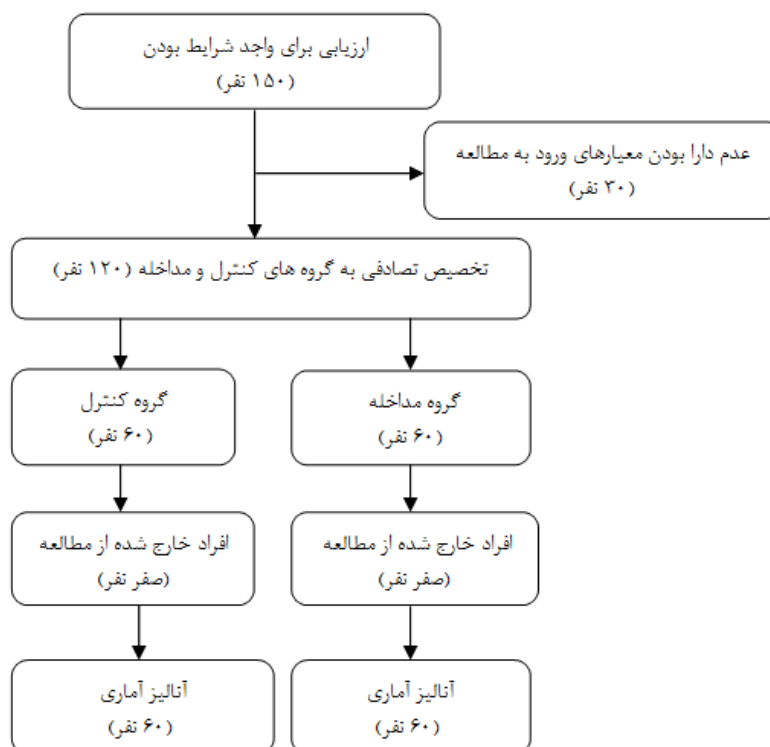 ارزیابی برای واجد شرایط بودن
(۱۵۰ نفر)
عدم دارا بودن معیارهای ورود به مطالعه
(۳۰ نفر)
تخصیص تصادفی به گروه های کنترل و مداخله (۱۲۰ نفر)
گروه مداخله
(۶۰ نفر)
گروه کنترل
(۶۰ نفر)
افراد خارج شده از مطالعه
(صفر نفر)
افراد خارج شده از مطالعه
(صفر نفر)
آنالیز آماری
(۶۰ نفر)
آنالیز آماری
(۶۰ نفر)